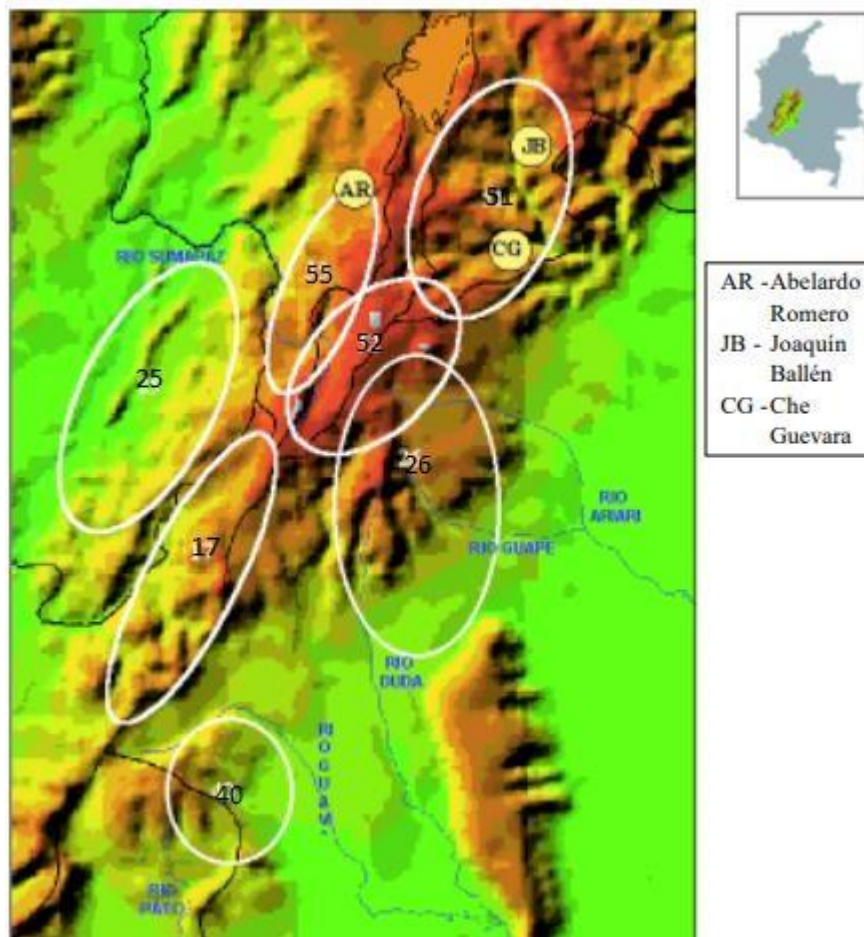 JB
AR
51
CG
RIO SUMAPAZ
55
52
25
26
RIO
ARIARI
RIO GUAPE
17
RIO
DUDA
40
RIO
PATO
AR -Abelardo
Romero
JB - Joaquín
Ballén
CG -Che
Guevara